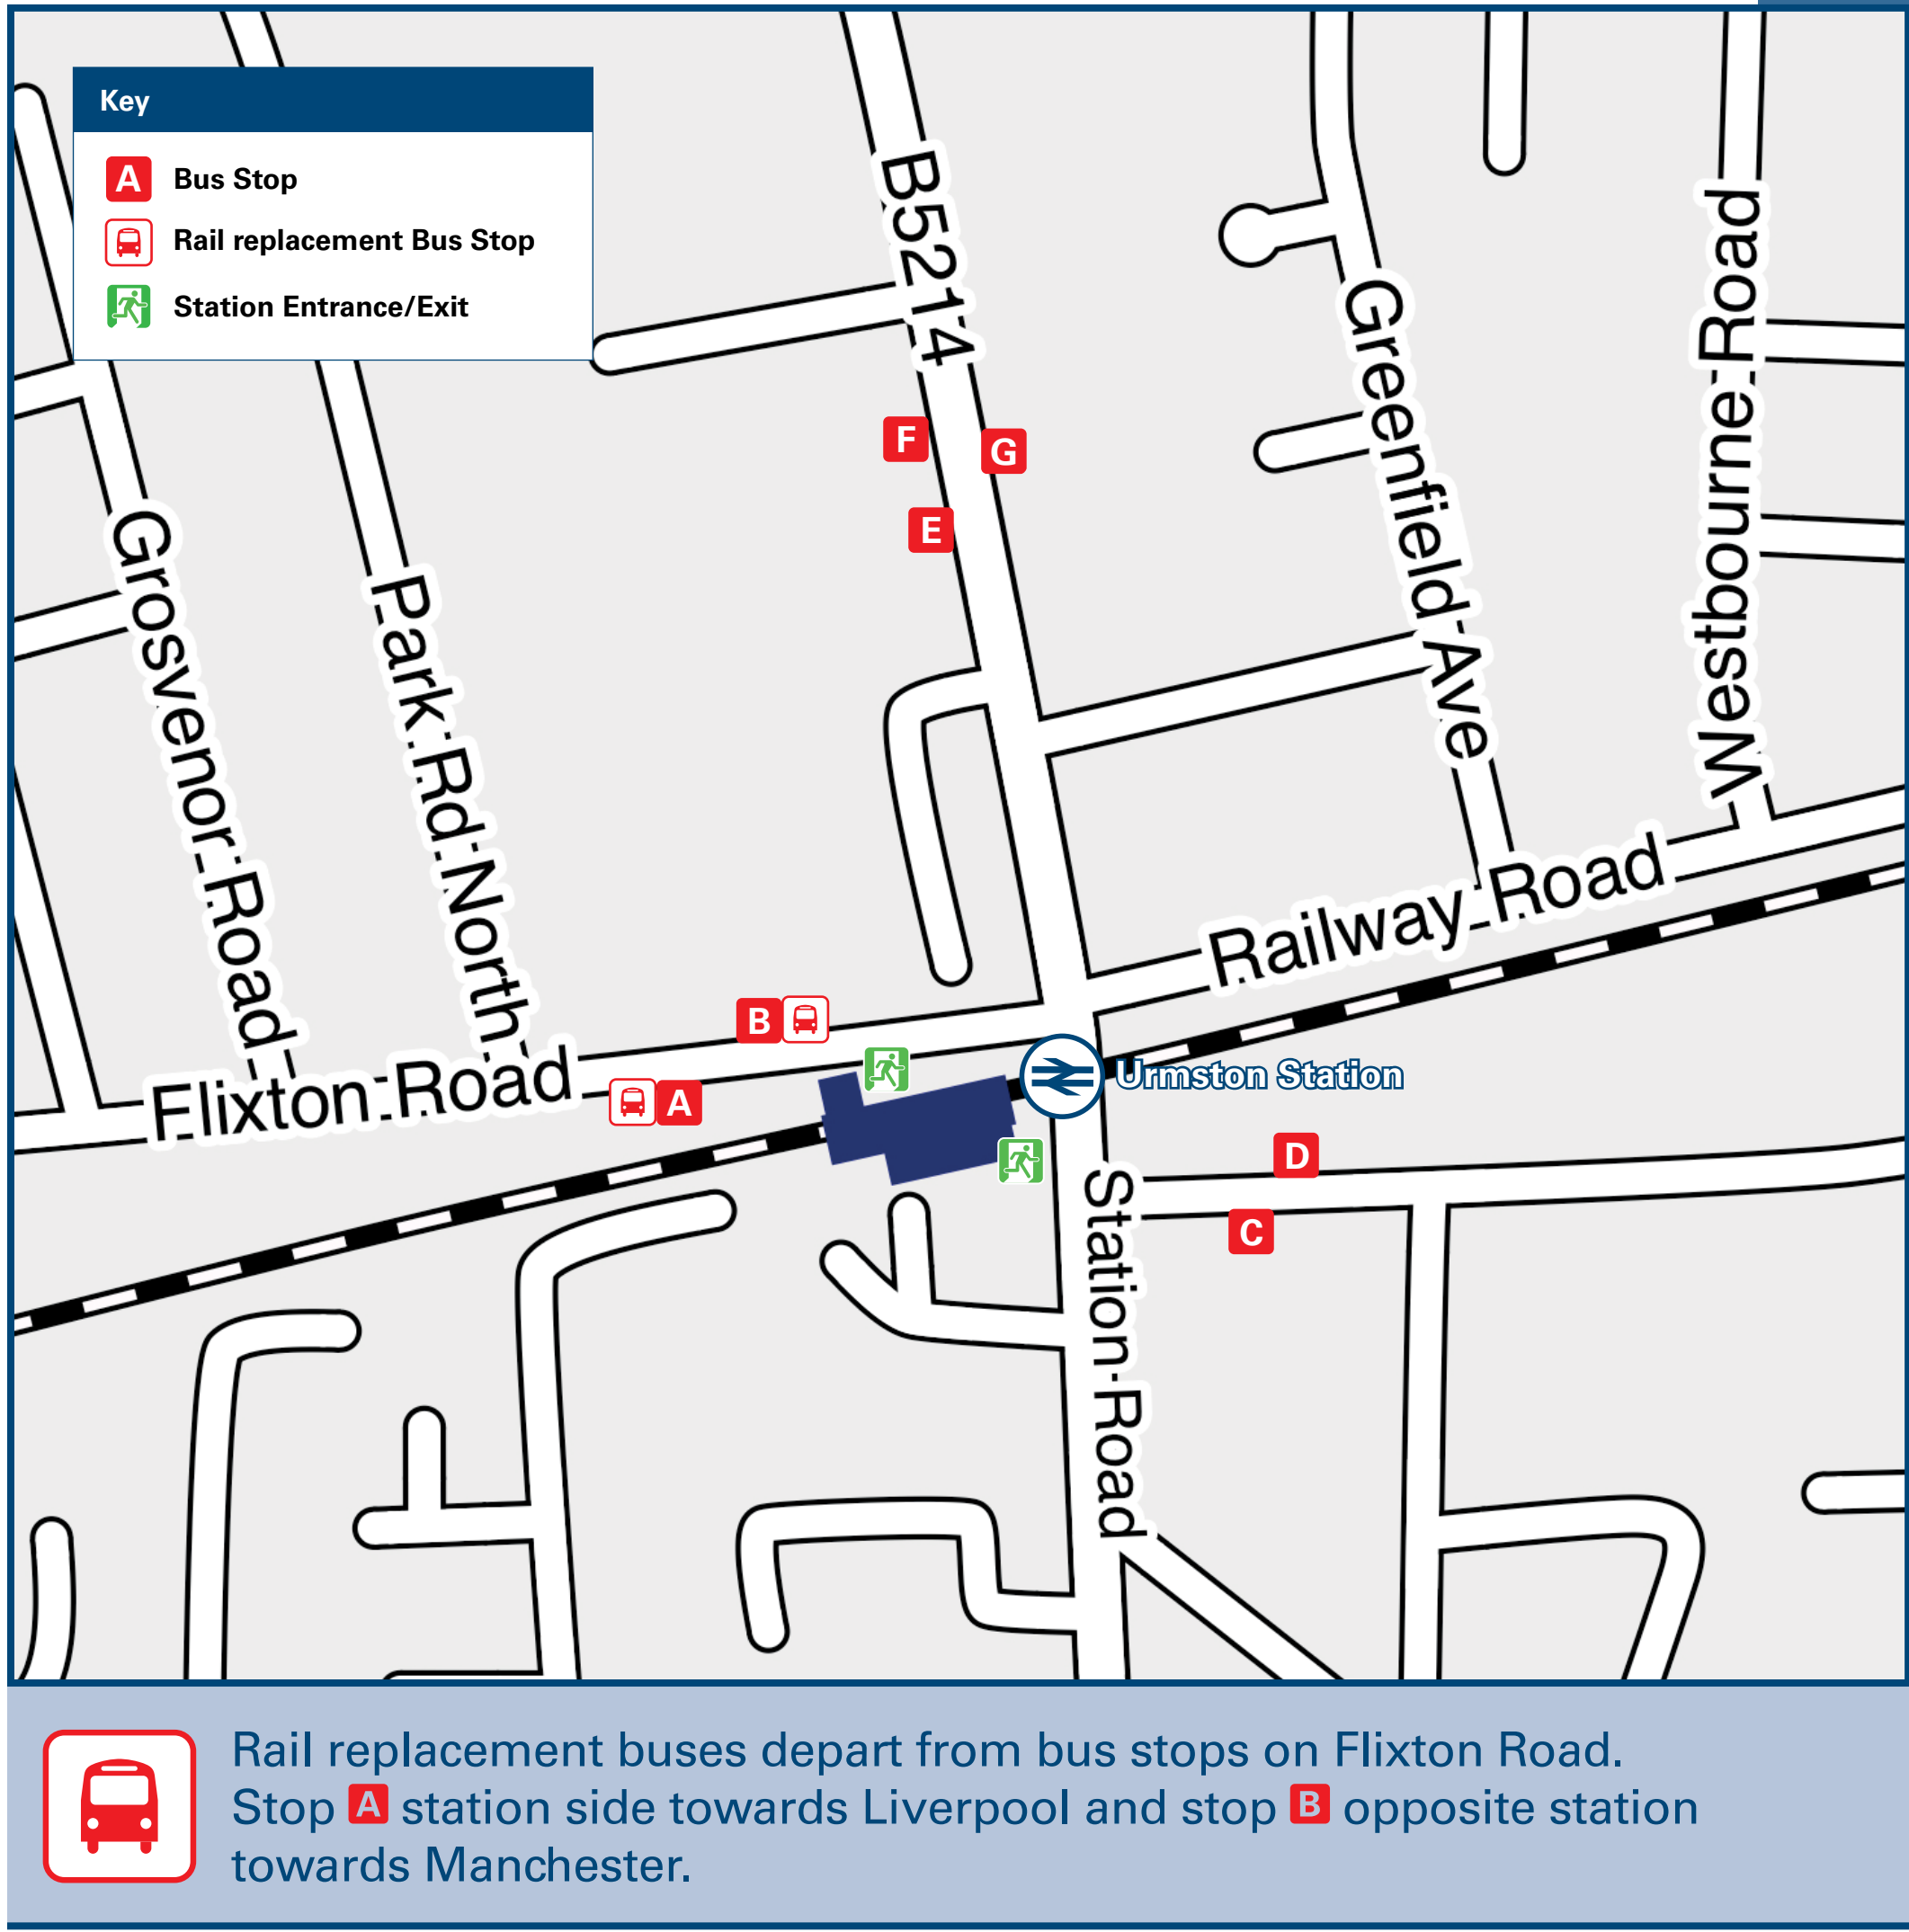 Key
A Bus Stop
Rail replacement Bus Stop
Station Entrance/Exit
B5214
Greenfield Ave
Westbourne Road
Grosvenor Road
Park Rd North
F
G
E
Railway Road
B
Flixton Road
A
Urmston Station
D
C
Station Road
Rail replacement buses depart from bus stops on Flixton Road.
Stop A station side towards Liverpool and stop B opposite station
towards Manchester.